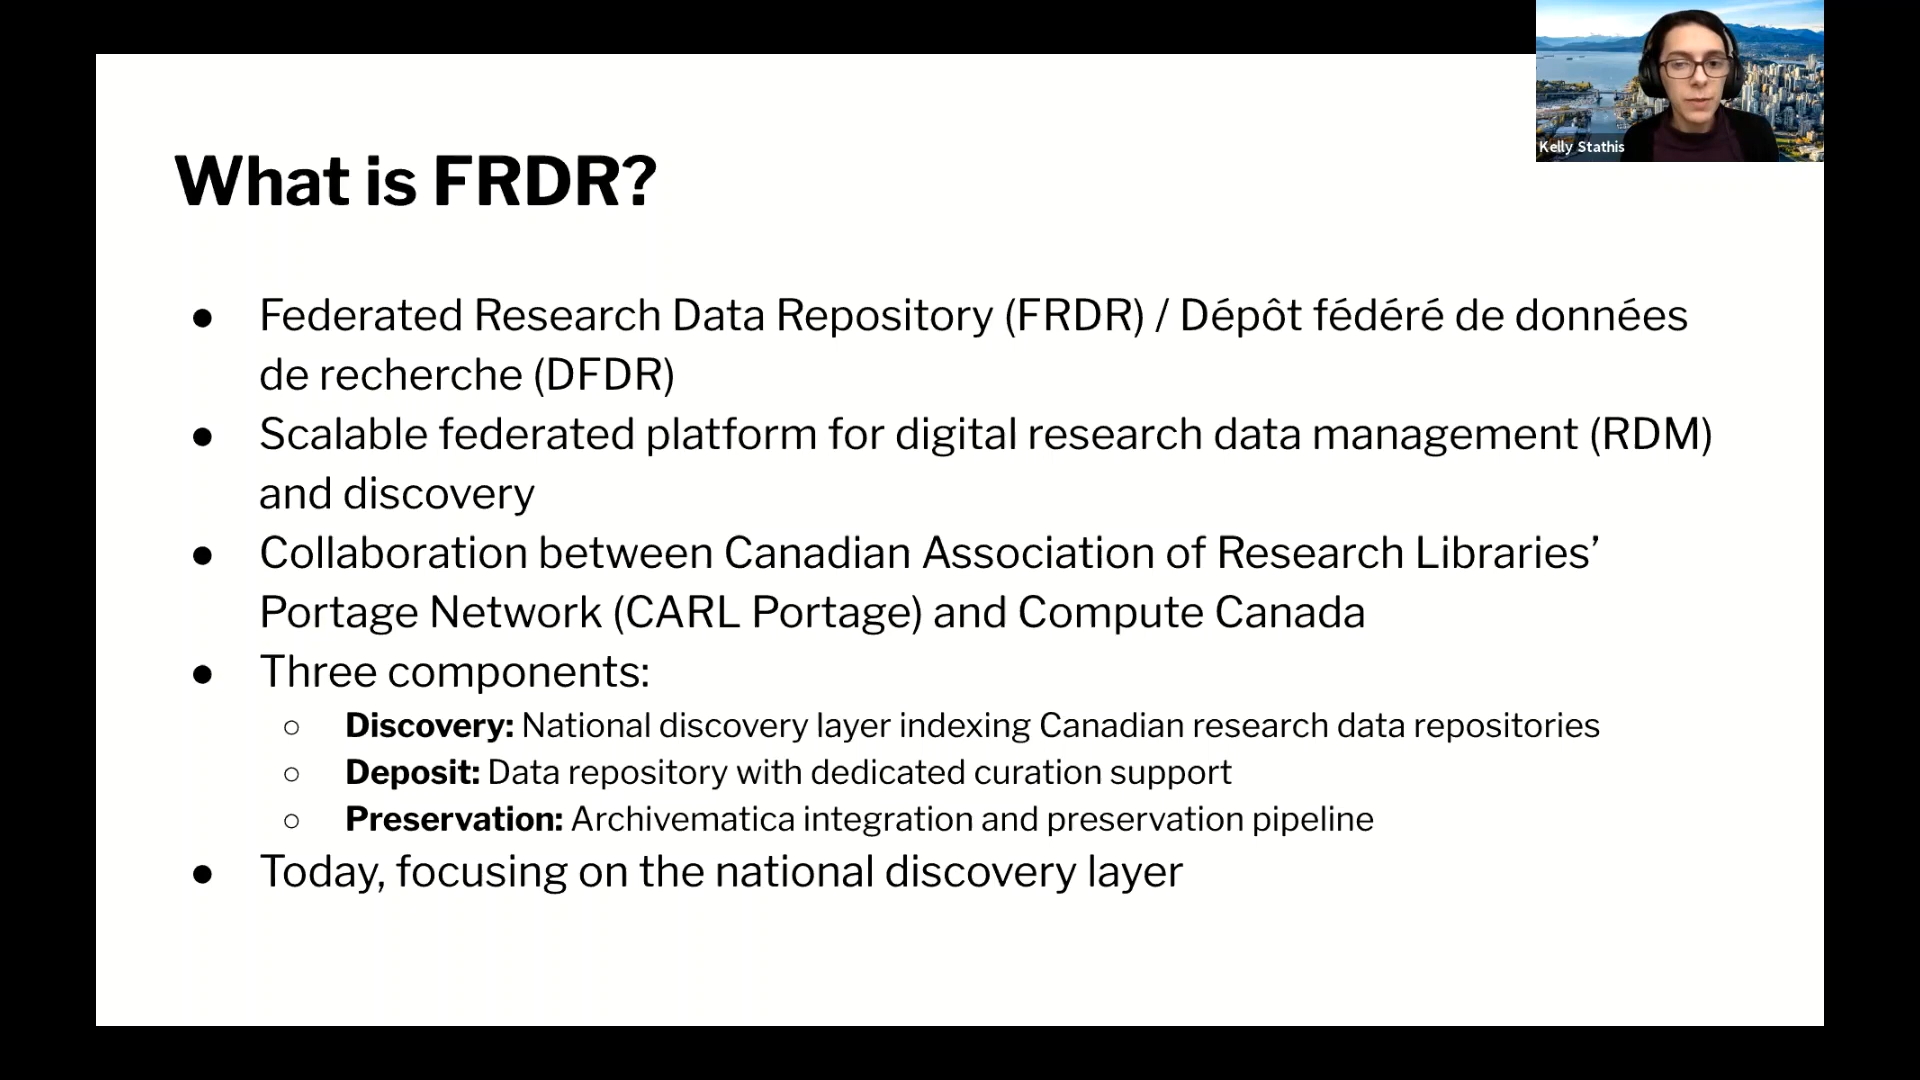 Kelly Stathis
What is FRDR?
● Federated Research Data Repository (FRDR) / Dépôt fédéré de données
de recherche (DFDR)
● Scalable federated platform for digital research data management (RDM)
and discovery
● Collaboration between Canadian Association of Research Libraries’
Portage Network (CARL Portage) and Compute Canada
● Three components:
○ Discovery: National discovery layer indexing Canadian research data repositories
○ Deposit: Data repository with dedicated curation support
○ Preservation: Archivematica integration and preservation pipeline
● Today, focusing on the national discovery layer